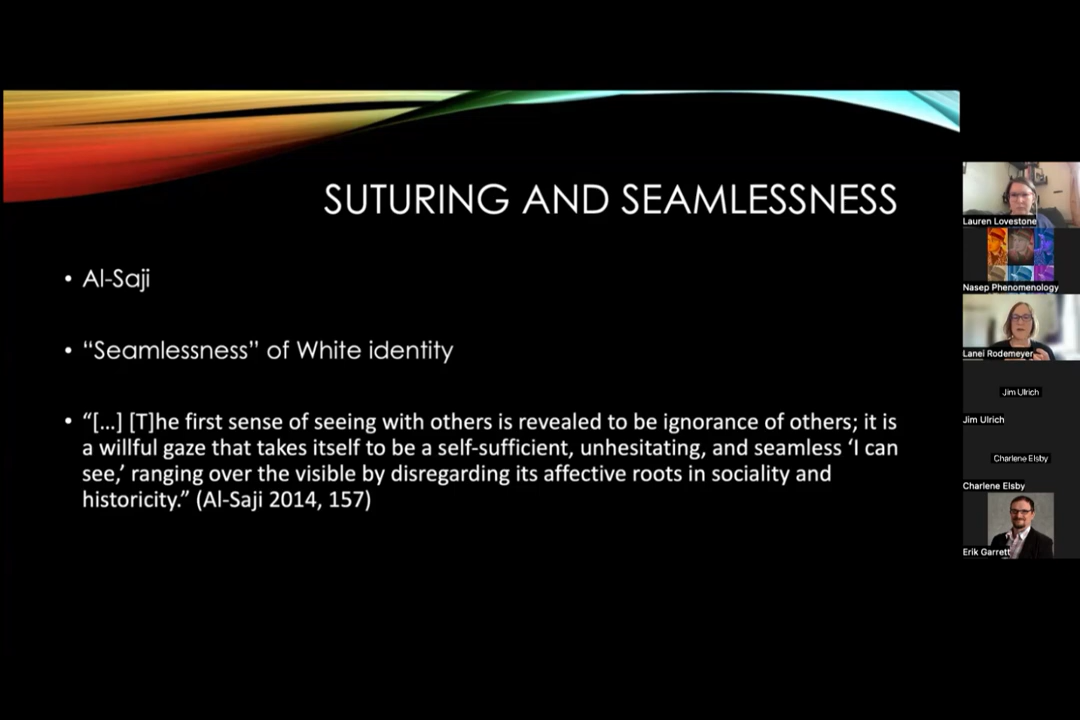 SUTURING AND SEAMLESSNESS
• Al-Saji
• “Seamlessness” of White identity
• “[...] [T]he first sense of seeing with others is revealed to be ignorance of others; it is
a willful gaze that takes itself to be a self-sufficient, unhesitating, and seamless ‘I can
see,’ ranging over the visible by disregarding its affective roots in sociality and
historicity.” (Al-Saji 2014, 157)
Lauren Lovestone
Nasep Phenomenology
Lanei Rodemeyer
Jim Ulrich
Jim Ulrich
Charlene Elsby
Charlene Elsby
Erik Garrett